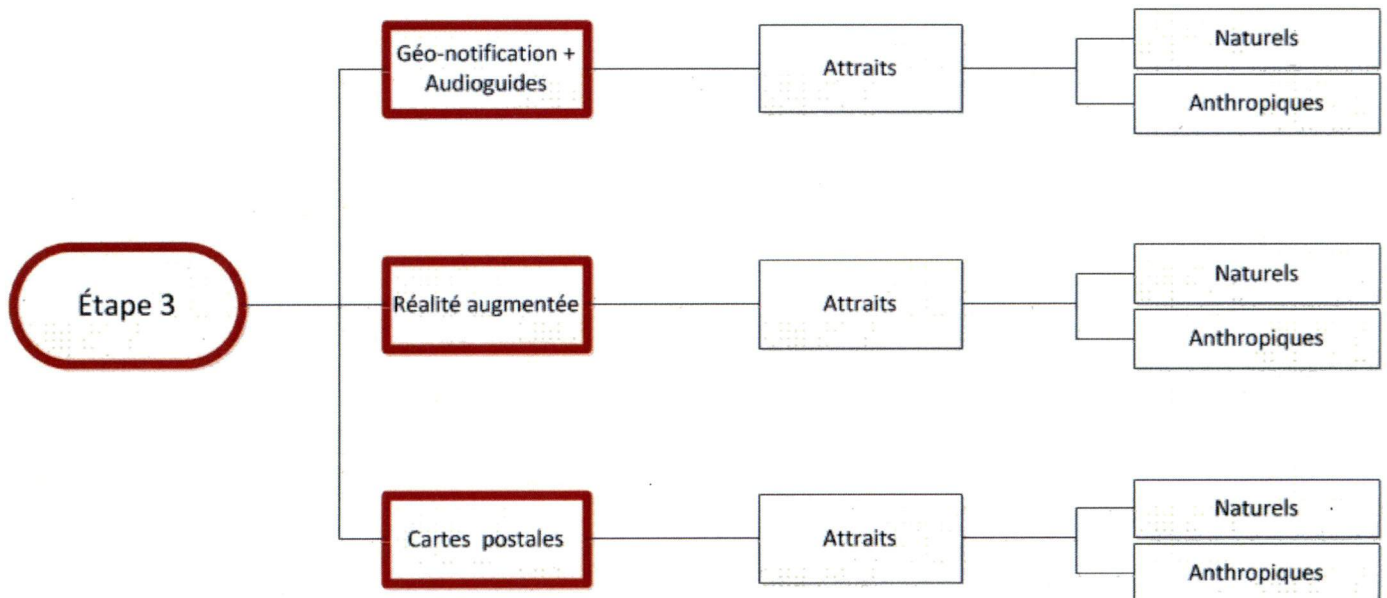 Géo-notification +
Audioguides
Attraits
Naturels
Anthropiques
Étape 3
Réalité augmentée
Attraits
Naturels
Anthropiques
Cartes postales
Attraits
Naturels
Anthropiques